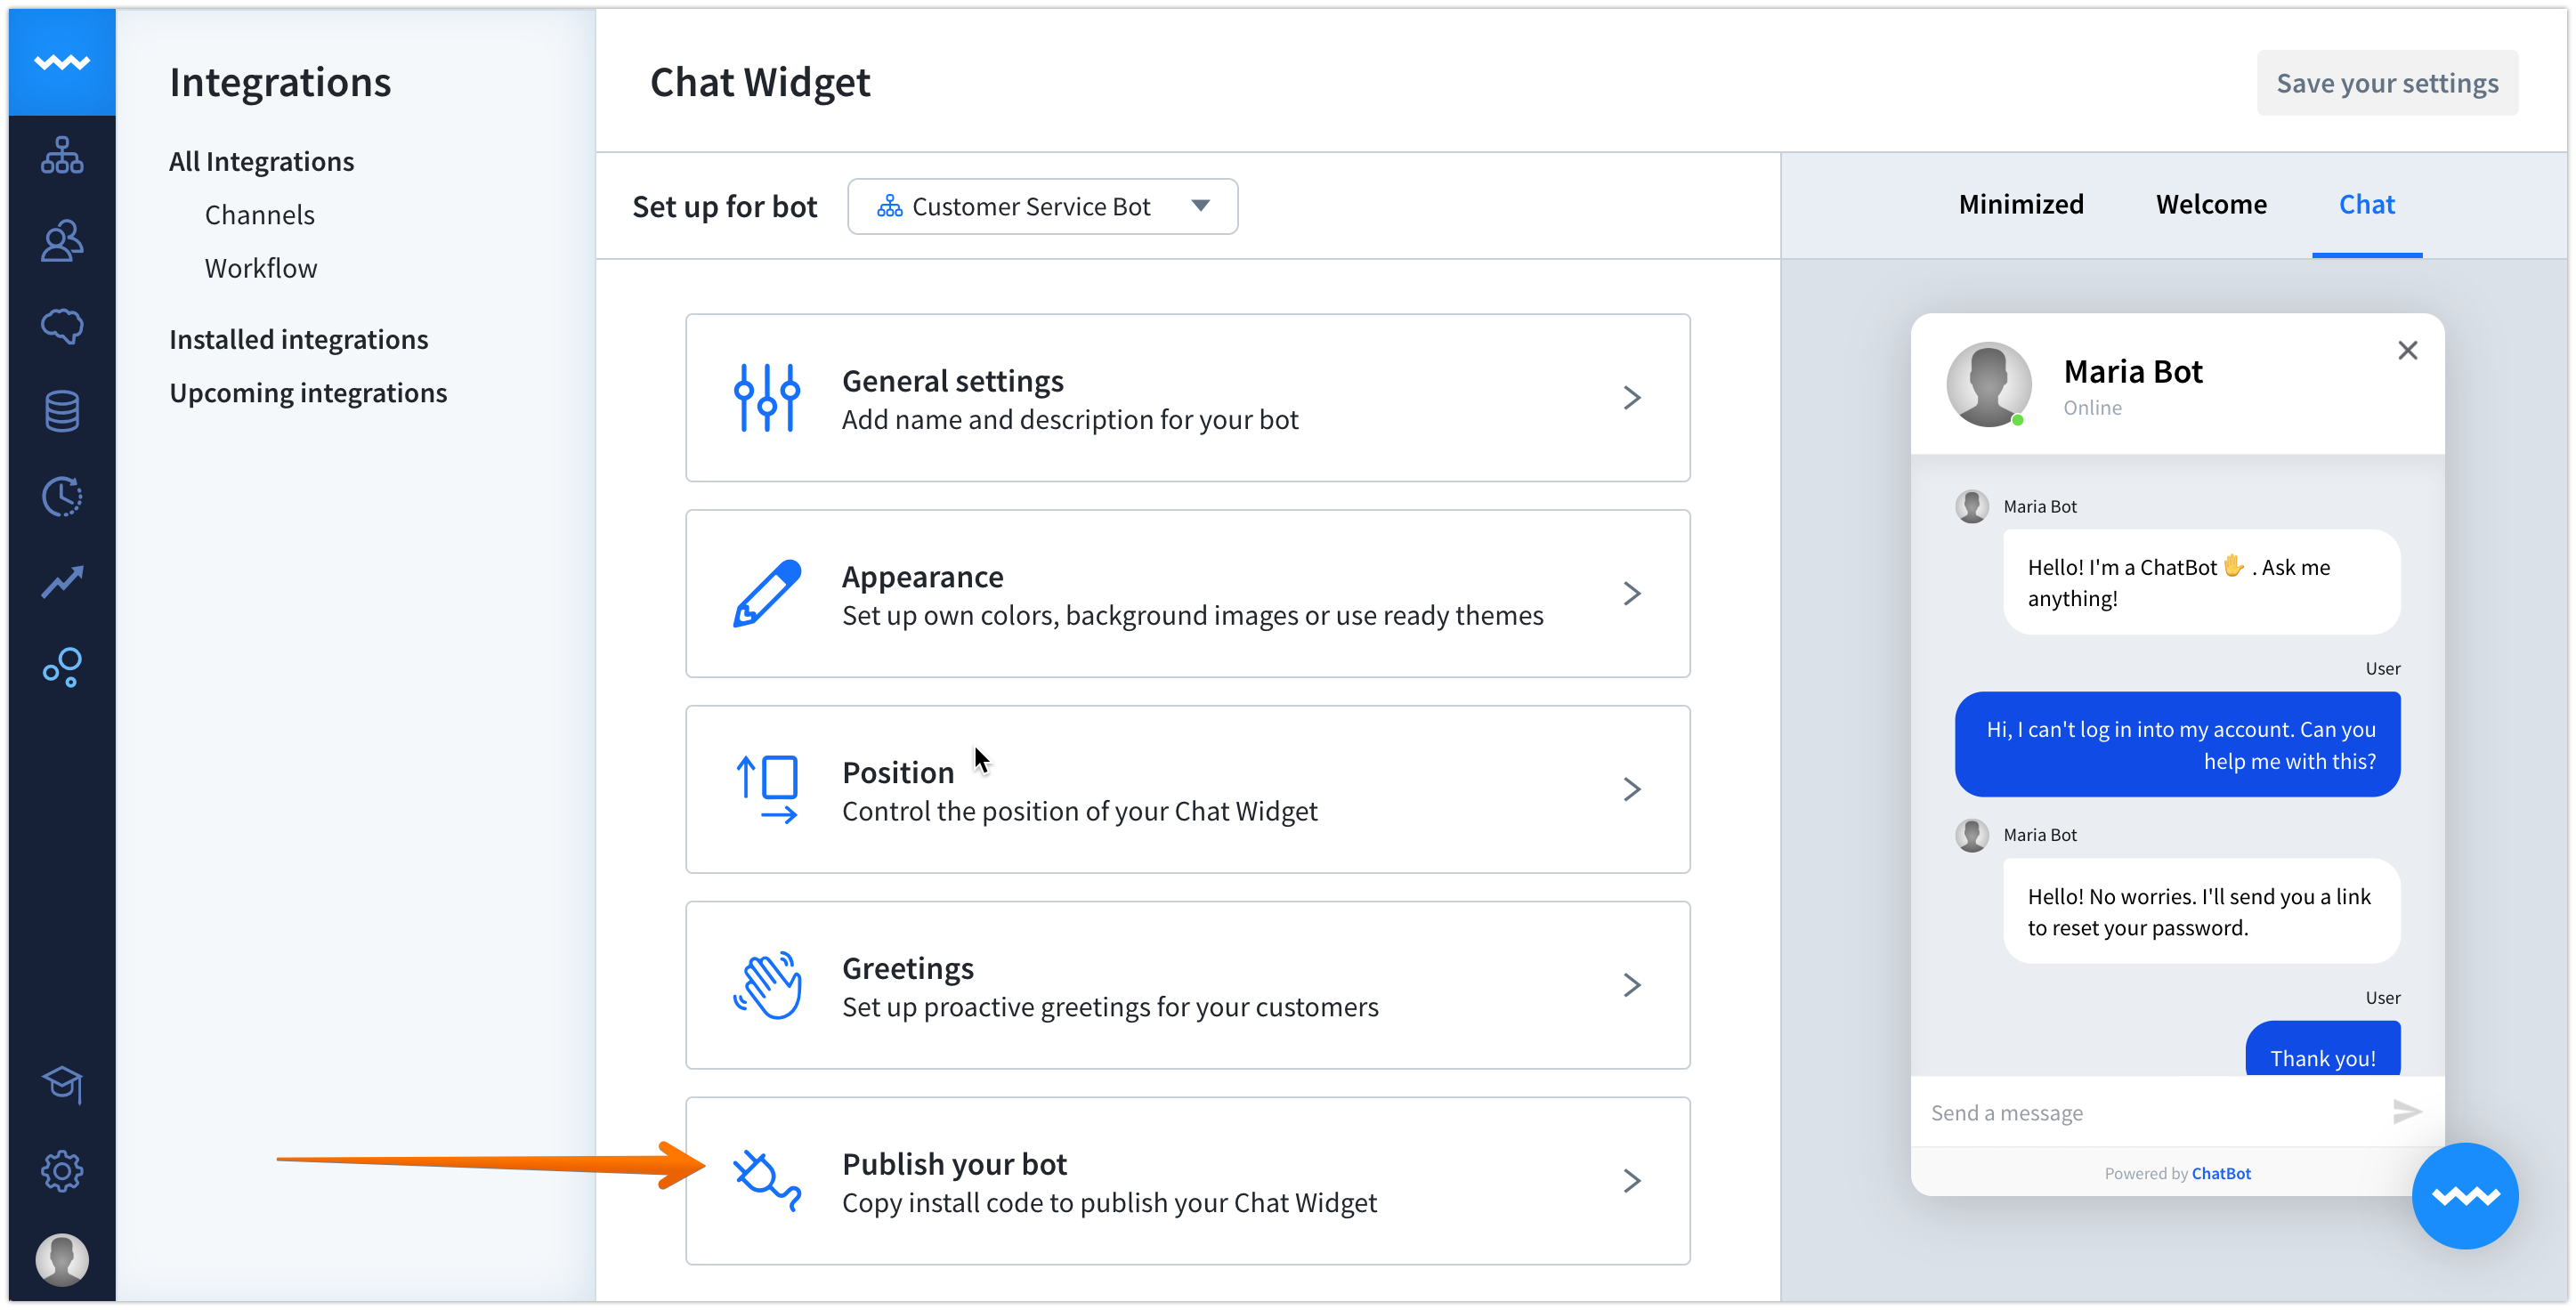 Integrations
All Integrations
Channels
Workflow
Installed integrations
Upcoming integrations
Chat Widget
Save your settings
Set up for bot
Customer Service Bot
General settings
Add name and description for your bot
Appearance
Set up own colors, background images or use ready themes
Position
Control the position of your Chat Widget
Greetings
Set up proactive greetings for your customers
Publish your bot
Copy install code to publish your Chat Widget
Minimized
Welcome
Chat
Maria Bot
Online
Maria Bot
Hello! I'm a ChatBot ✋ . Ask me
anything!
User
Hi, I can't log in into my account. Can you
help me with this?
Maria Bot
Hello! No worries. I'll send you a link
to reset your password.
User
Thank you!
Send a message
Powered by ChatBot